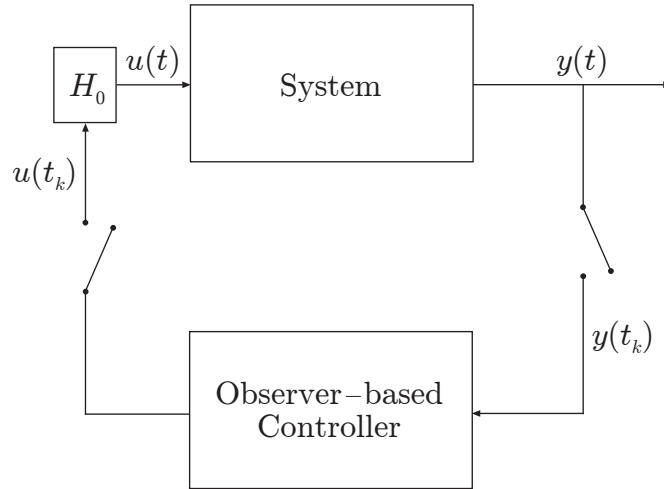 u(t)
y(t)
H₀
System
u(tₖ)
y(tₖ)
Observer–based
Controller